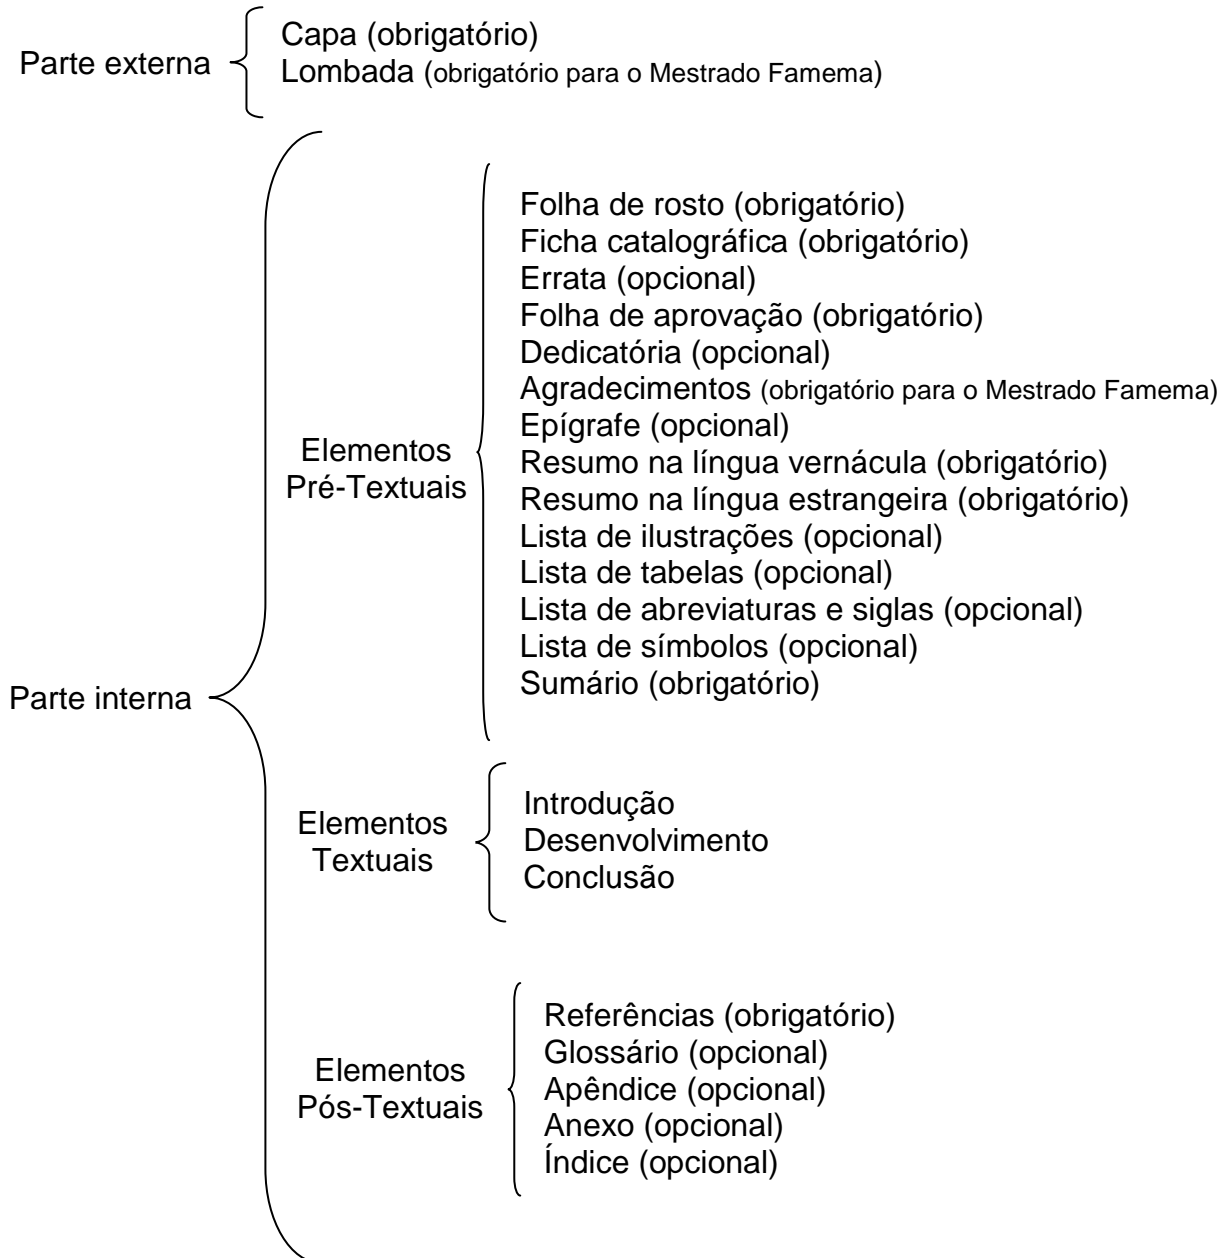 Parte externa
Capa (obrigatório)
Lombada (obrigatório para o Mestrado Famema)
Parte interna
Elementos
Pré-Textuais
Folha de rosto (obrigatório)
Ficha catalográfica (obrigatório)
Errata (opcional)
Folha de aprovação (obrigatório)
Dedicatória (opcional)
Agradecimentos (obrigatório para o Mestrado Famema)
Epígrafe (opcional)
Resumo na língua vernácula (obrigatório)
Resumo na língua estrangeira (obrigatório)
Lista de ilustrações (opcional)
Lista de tabelas (opcional)
Lista de abreviaturas e siglas (opcional)
Lista de símbolos (opcional)
Sumário (obrigatório)
Elementos
Textuais
Introdução
Desenvolvimento
Conclusão
Elementos
Pós-Textuais
Referências (obrigatório)
Glossário (opcional)
Apêndice (opcional)
Anexo (opcional)
Índice (opcional)